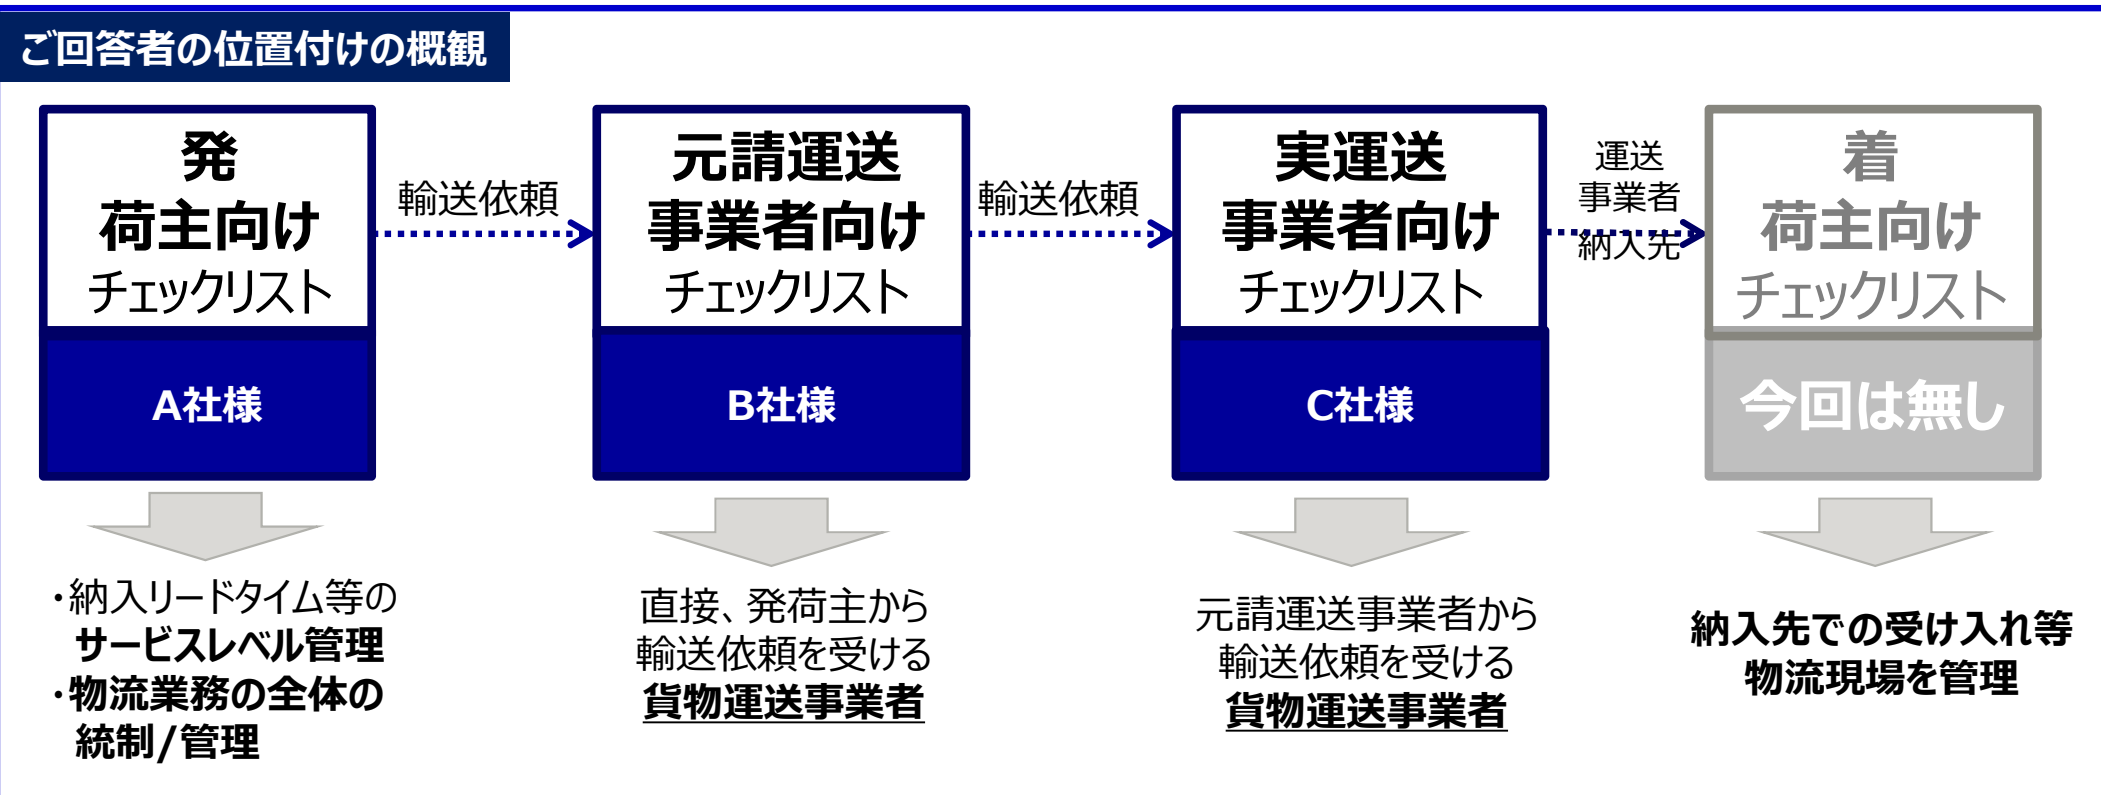 ご回答者の位置付けの概観
発
荷主向け
チェックリスト
A社様
輸送依頼
元請運送
事業者向け
チェックリスト
B社様
輸送依頼
実運送
事業者向け
チェックリスト
C社様
運送
事業者
納入先
着
荷主向け
チェックリスト
今回は無し
・納入リードタイム等の
サービスレベル管理
・物流業務の全体の
統制/管理
直接、発荷主から
輸送依頼を受ける
貨物運送事業者
元請運送事業者から
輸送依頼を受ける
貨物運送事業者
納入先での受け入れ等
物流現場を管理